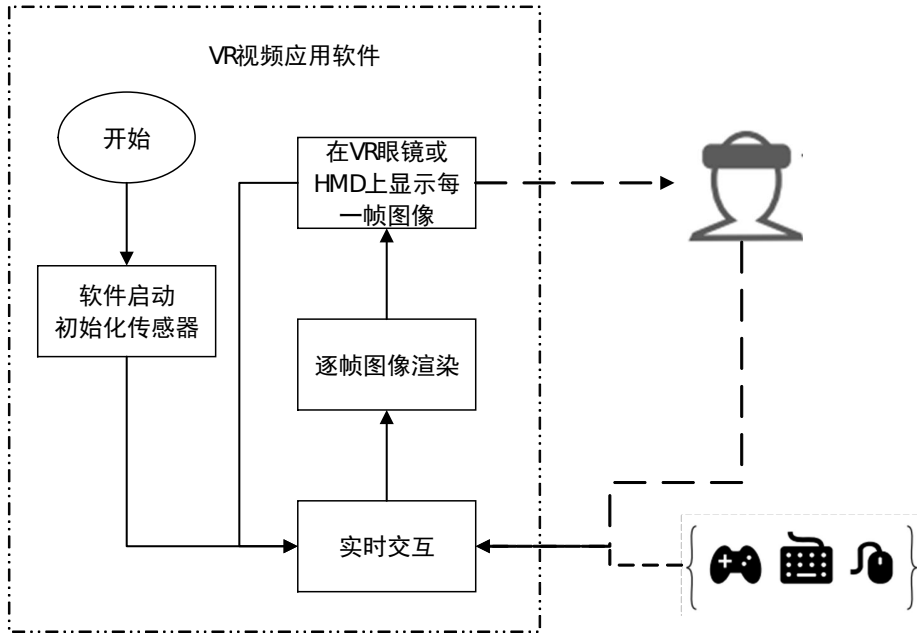 VR视频应用软件
开始
在VR眼镜或
HMD上显示每
一帧图像
软件启动
初始化传感器
逐帧图像渲染
实时交互